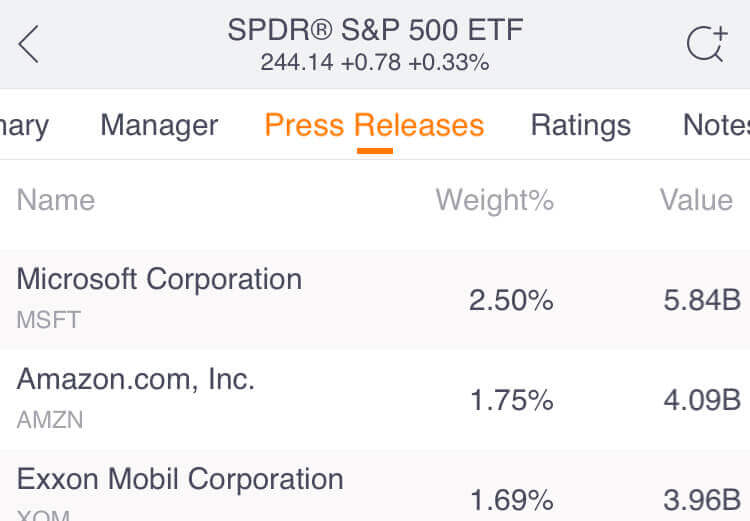 SPDR® S&P 500 ETF
244.14 +0.78 +0.33%
Manager Press Releases Ratings
Name Weight% Value
Microsoft Corporation
2.50% 5.84B
MSFT
Amazon.com, Inc.
1.75% 4.09B
AMZN
Exxon Mobil Corporation
1.69% 3.96B
XOM